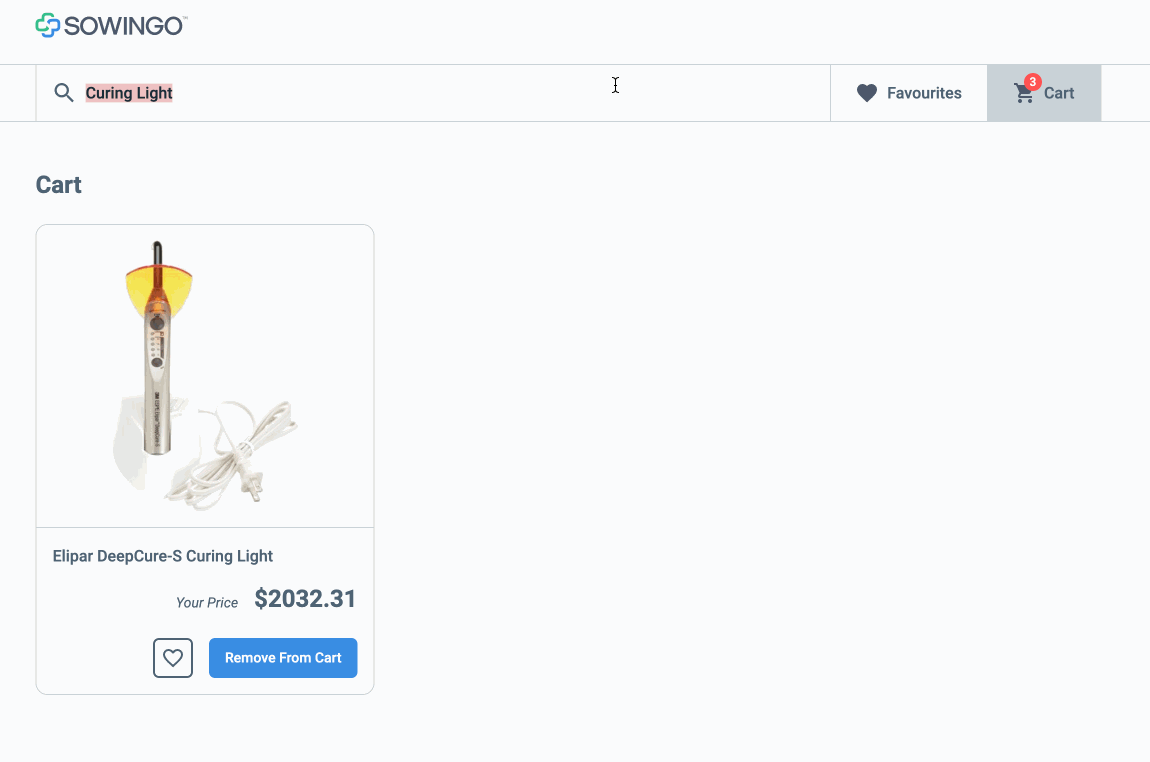 SOWINGO™
Curing Light
Favourites
3
Cart
Cart
Elipar DeepCure-S Curing Light
Your Price $2032.31
Remove From Cart